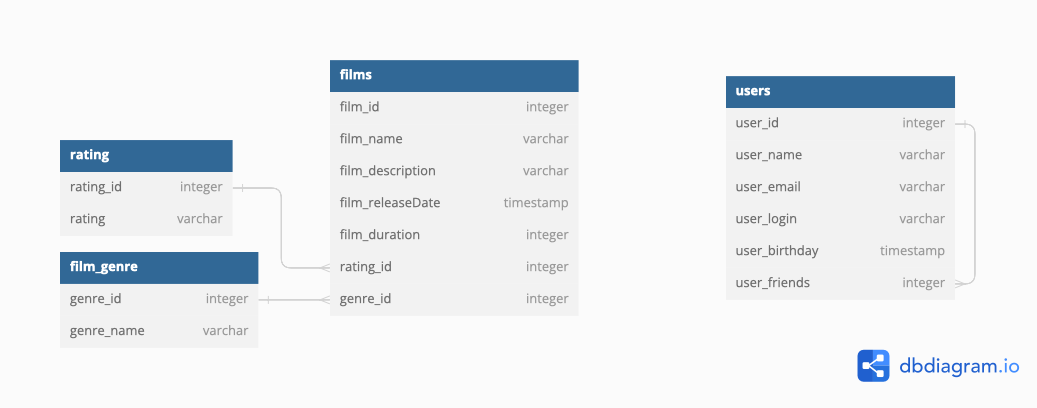 rating
rating_id integer
rating varchar
film_genre
genre_id integer
genre_name varchar
films
film_id integer
film_name varchar
film_description varchar
film_releaseDate timestamp
film_duration integer
rating_id integer
genre_id integer
users
user_id integer
user_name varchar
user_email varchar
user_login varchar
user_birthday timestamp
user_friends integer
dbdiagram.io